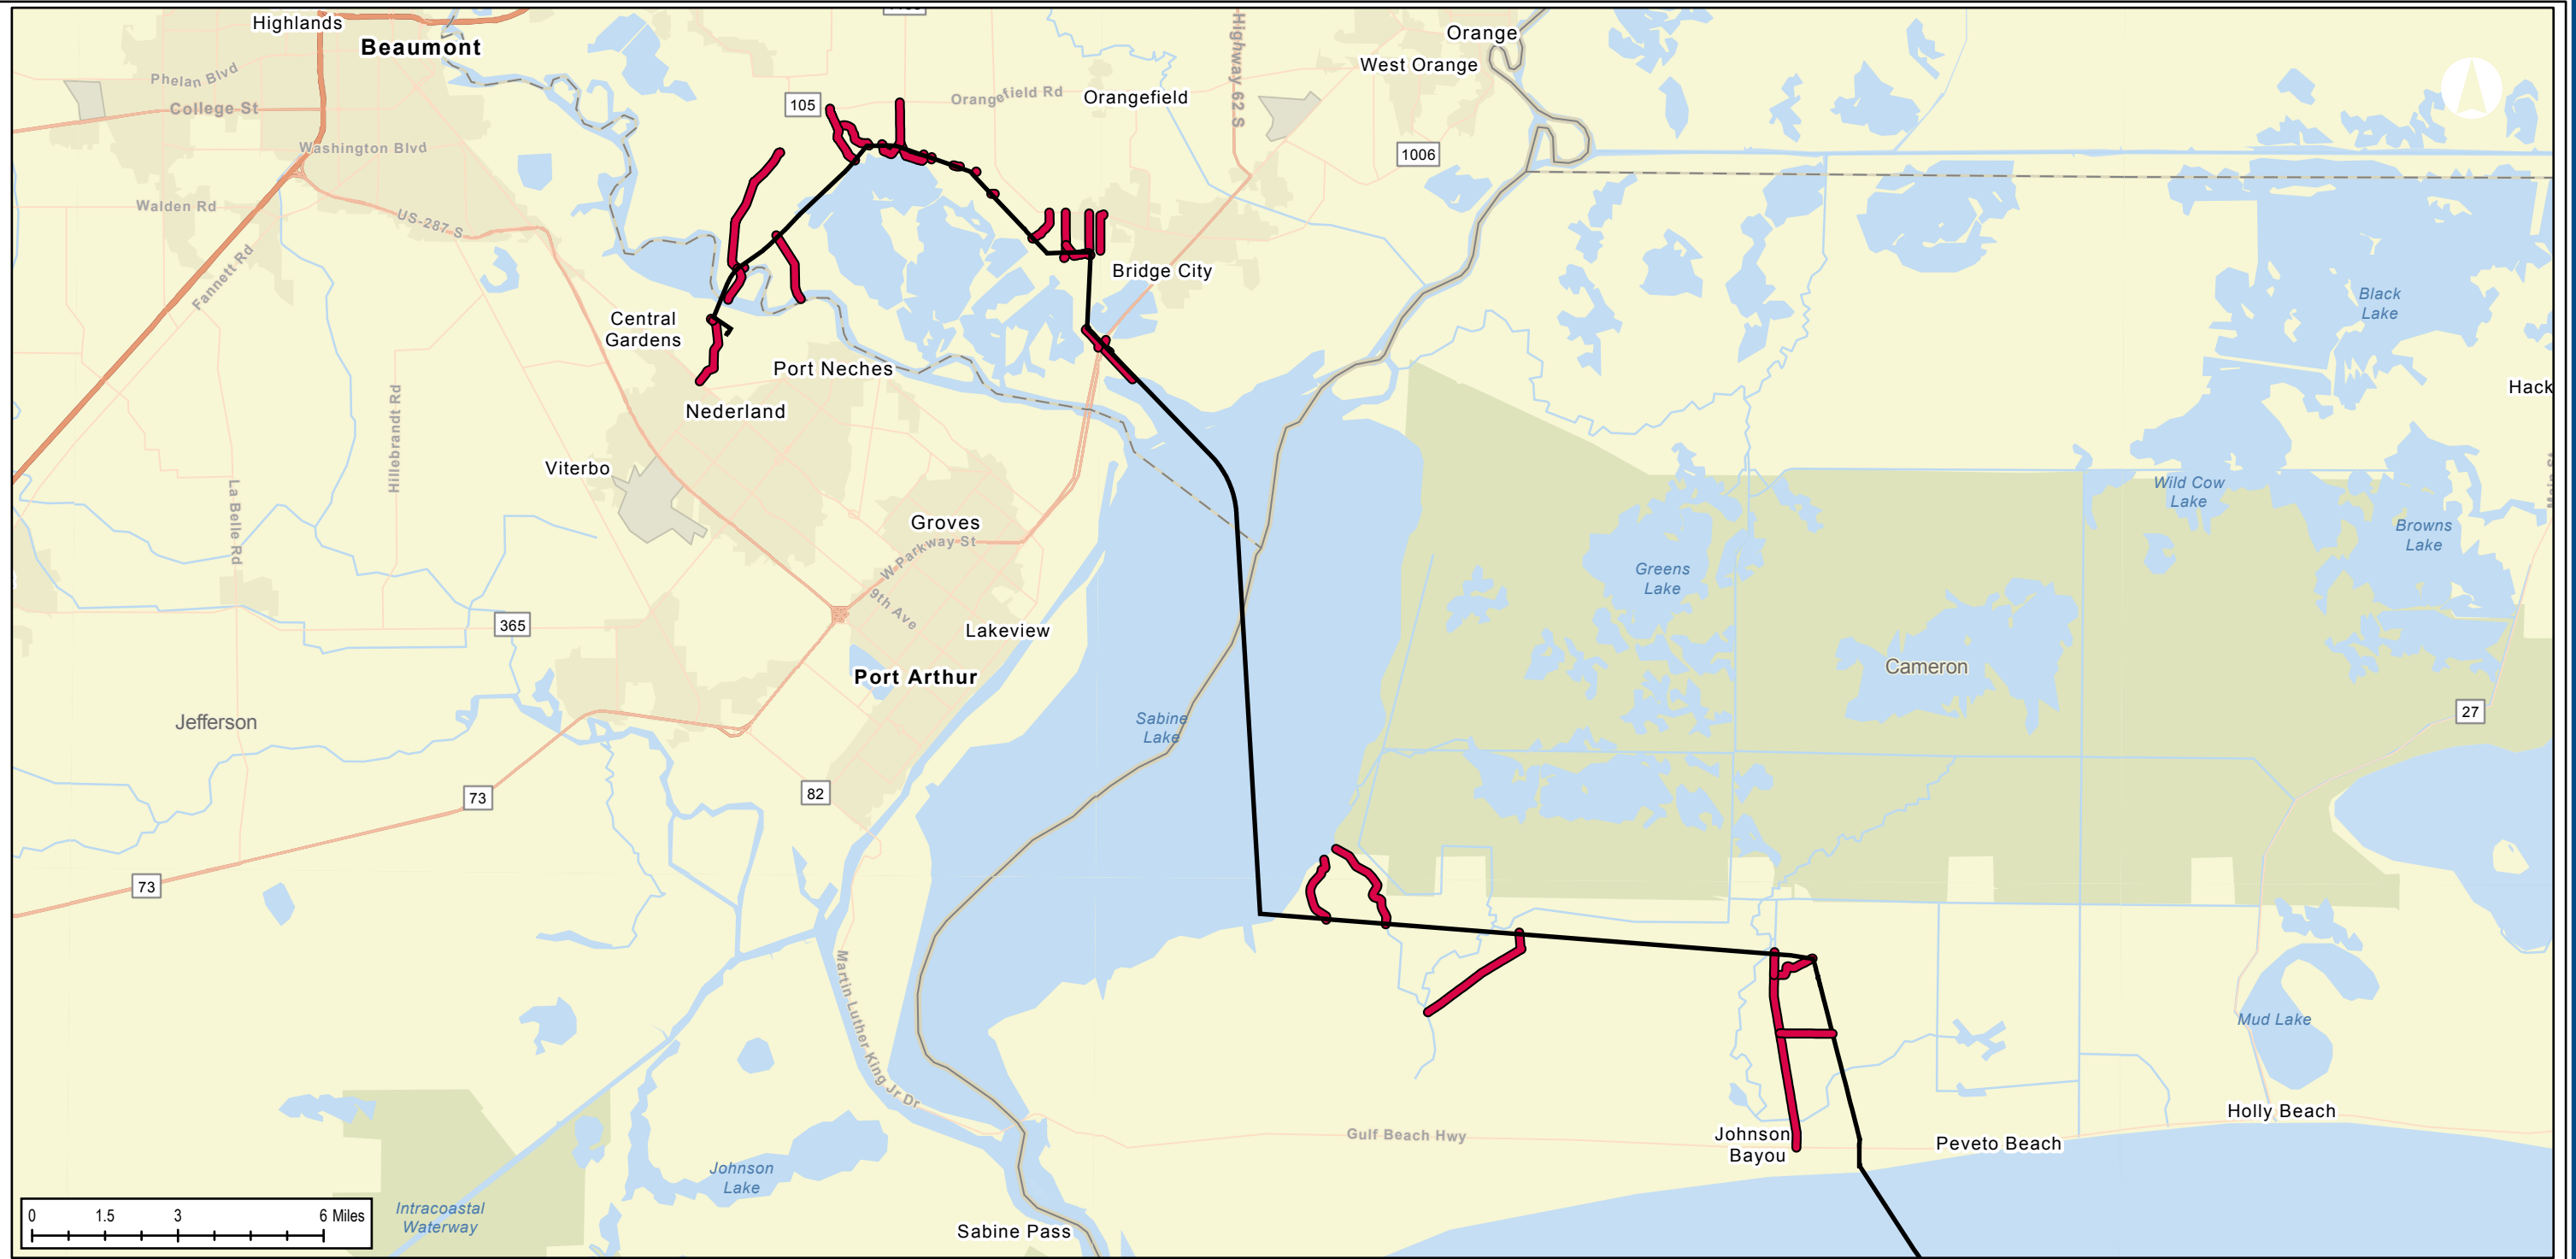 Highlands
Beaumont
Orange
West Orange
Phelan Blvd
College St
105
Orangefield Rd
Orangefield
Highway 62 S
1006
Washington Blvd
Walden Rd
US-287 S
Fannett Rd
Bridge City
Black
Lake
Central
Gardens
Port Neches
Hack
Nederland
Hillebrandt Rd
Viterbo
La Belle Rd
Wild Cow
Lake
Groves
W Parkway St
Browns
Lake
Greens
Lake
9th Ave
365
Lakeview
Port Arthur
Cameron
Jefferson
Sabine
Lake
27
73
82
73
Martin Luther King Jr Dr
Mud Lake
Holly Beach
Gulf Beach Hwy
Johnson
Bayou
Peveto Beach
Johnson
Lake
Intracoastal
Waterway
Sabine Pass
0 1.5 3 6 Miles